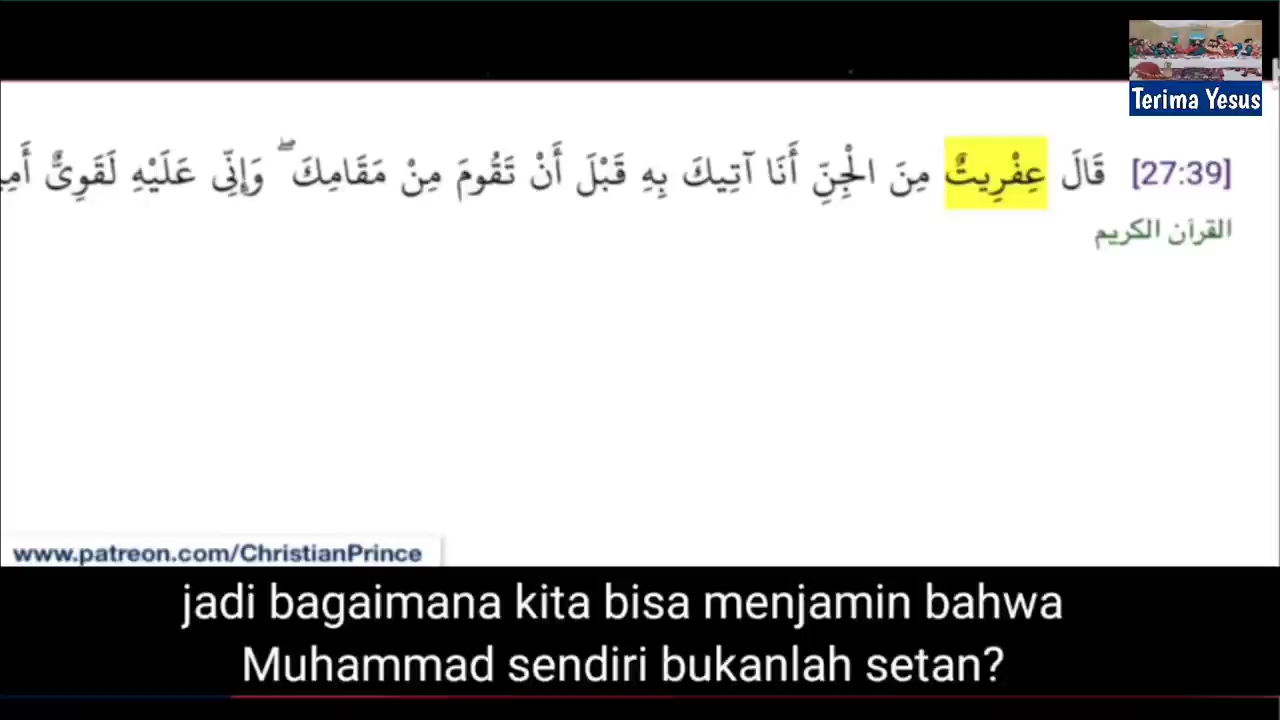 Terima Yesus
[27:39] قَالَ عِفْرِيتٌ مِنَ الْجِنِّ أَنَا آتِيكَ بِهِ قَبْلَ أَنْ تَقُومَ مِنْ مَقَامِكَ ۖ وَإِنِّى عَلَيْهِ لَقَوِىٌّ
القرآن الكريم
www.patreon.com/ChristianPrince
jadi bagaimana kita bisa menjamin bahwa
Muhammad sendiri bukanlah setan?